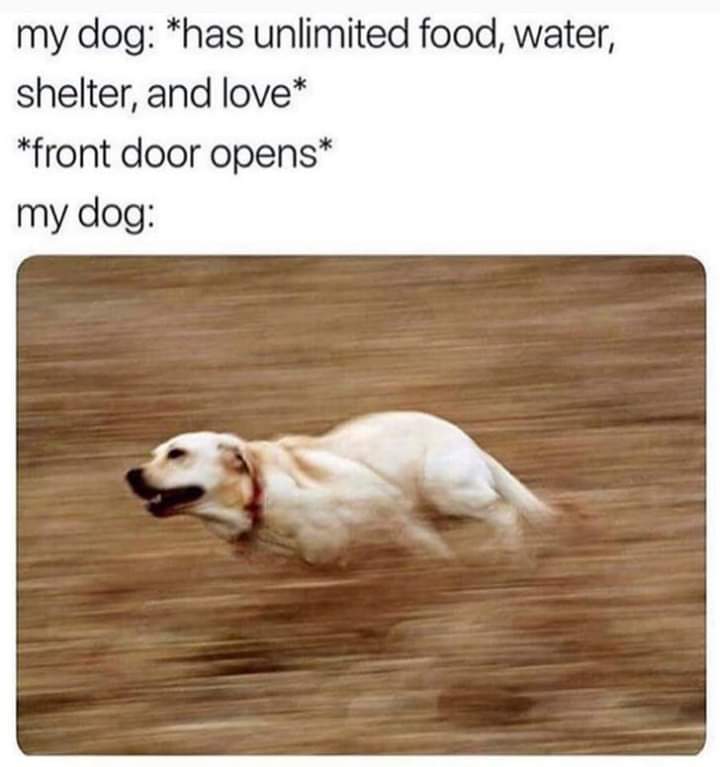 my dog: *has unlimited food, water,
shelter, and love*
*front door opens*
my dog: